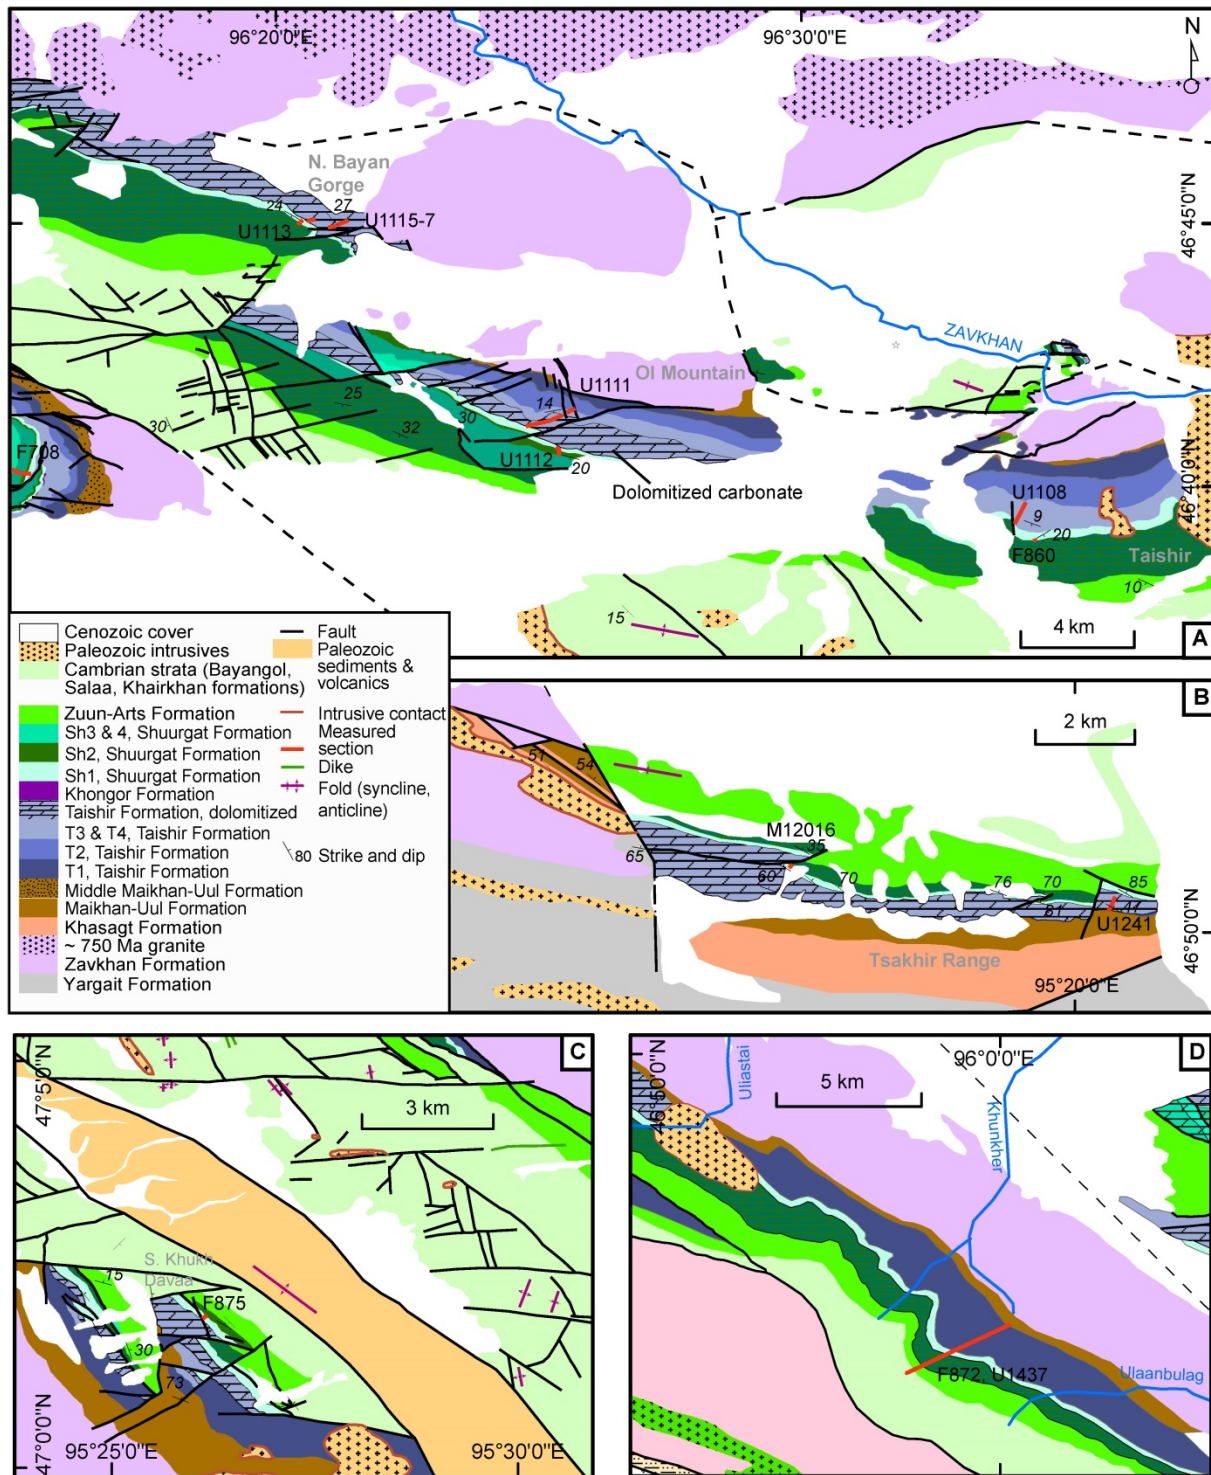 96°20'0"E
96°30'0"E
N
N. Bayan
Gorge
24
27
U1113
U1115-7
46°45'0"N
ZAVKHAN
Ol Mountain
U1111
14
25
30
32
30
F708
U1112
20
Dolomitized carbonate
46°40'0"N
U1108
9
20
F860
Taishir
10
15
4 km
A
Cenozoic cover
Paleozoic intrusives
Cambrian strata (Bayangol,
Salaa, Khairkhan formations)
Zuun-Arts Formation
Sh3 & 4, Shuurgat Formation
Sh2, Shuurgat Formation
Sh1, Shuurgat Formation
Khongor Formation
Taishir Formation, dolomitized
T3 & T4, Taishir Formation
T2, Taishir Formation
T1, Taishir Formation
Middle Maikhan-Uul Formation
Maikhan-Uul Formation
Khasagt Formation
~ 750 Ma granite
Zavkhan Formation
Yargait Formation
Fault
Paleozoic
sediments &
volcanics
Intrusive contact
Measured
section
Dike
Fold (syncline,
anticline)
80 Strike and dip
B
2 km
51
54
M12016
35
65
60
70
76
70
85
61
44
U1241
Tsakhir Range
95°20'0"E
46°50'0"N
C
47°5'0"N
3 km
S. Khukh
Davaa
15
F875
30
73
47°0'0"N
95°25'0"E
95°30'0"E
D
46°50'0"N
Uliastai
96°0'0"E
5 km
Khunkher
F872, U1437
Ulaanbulag